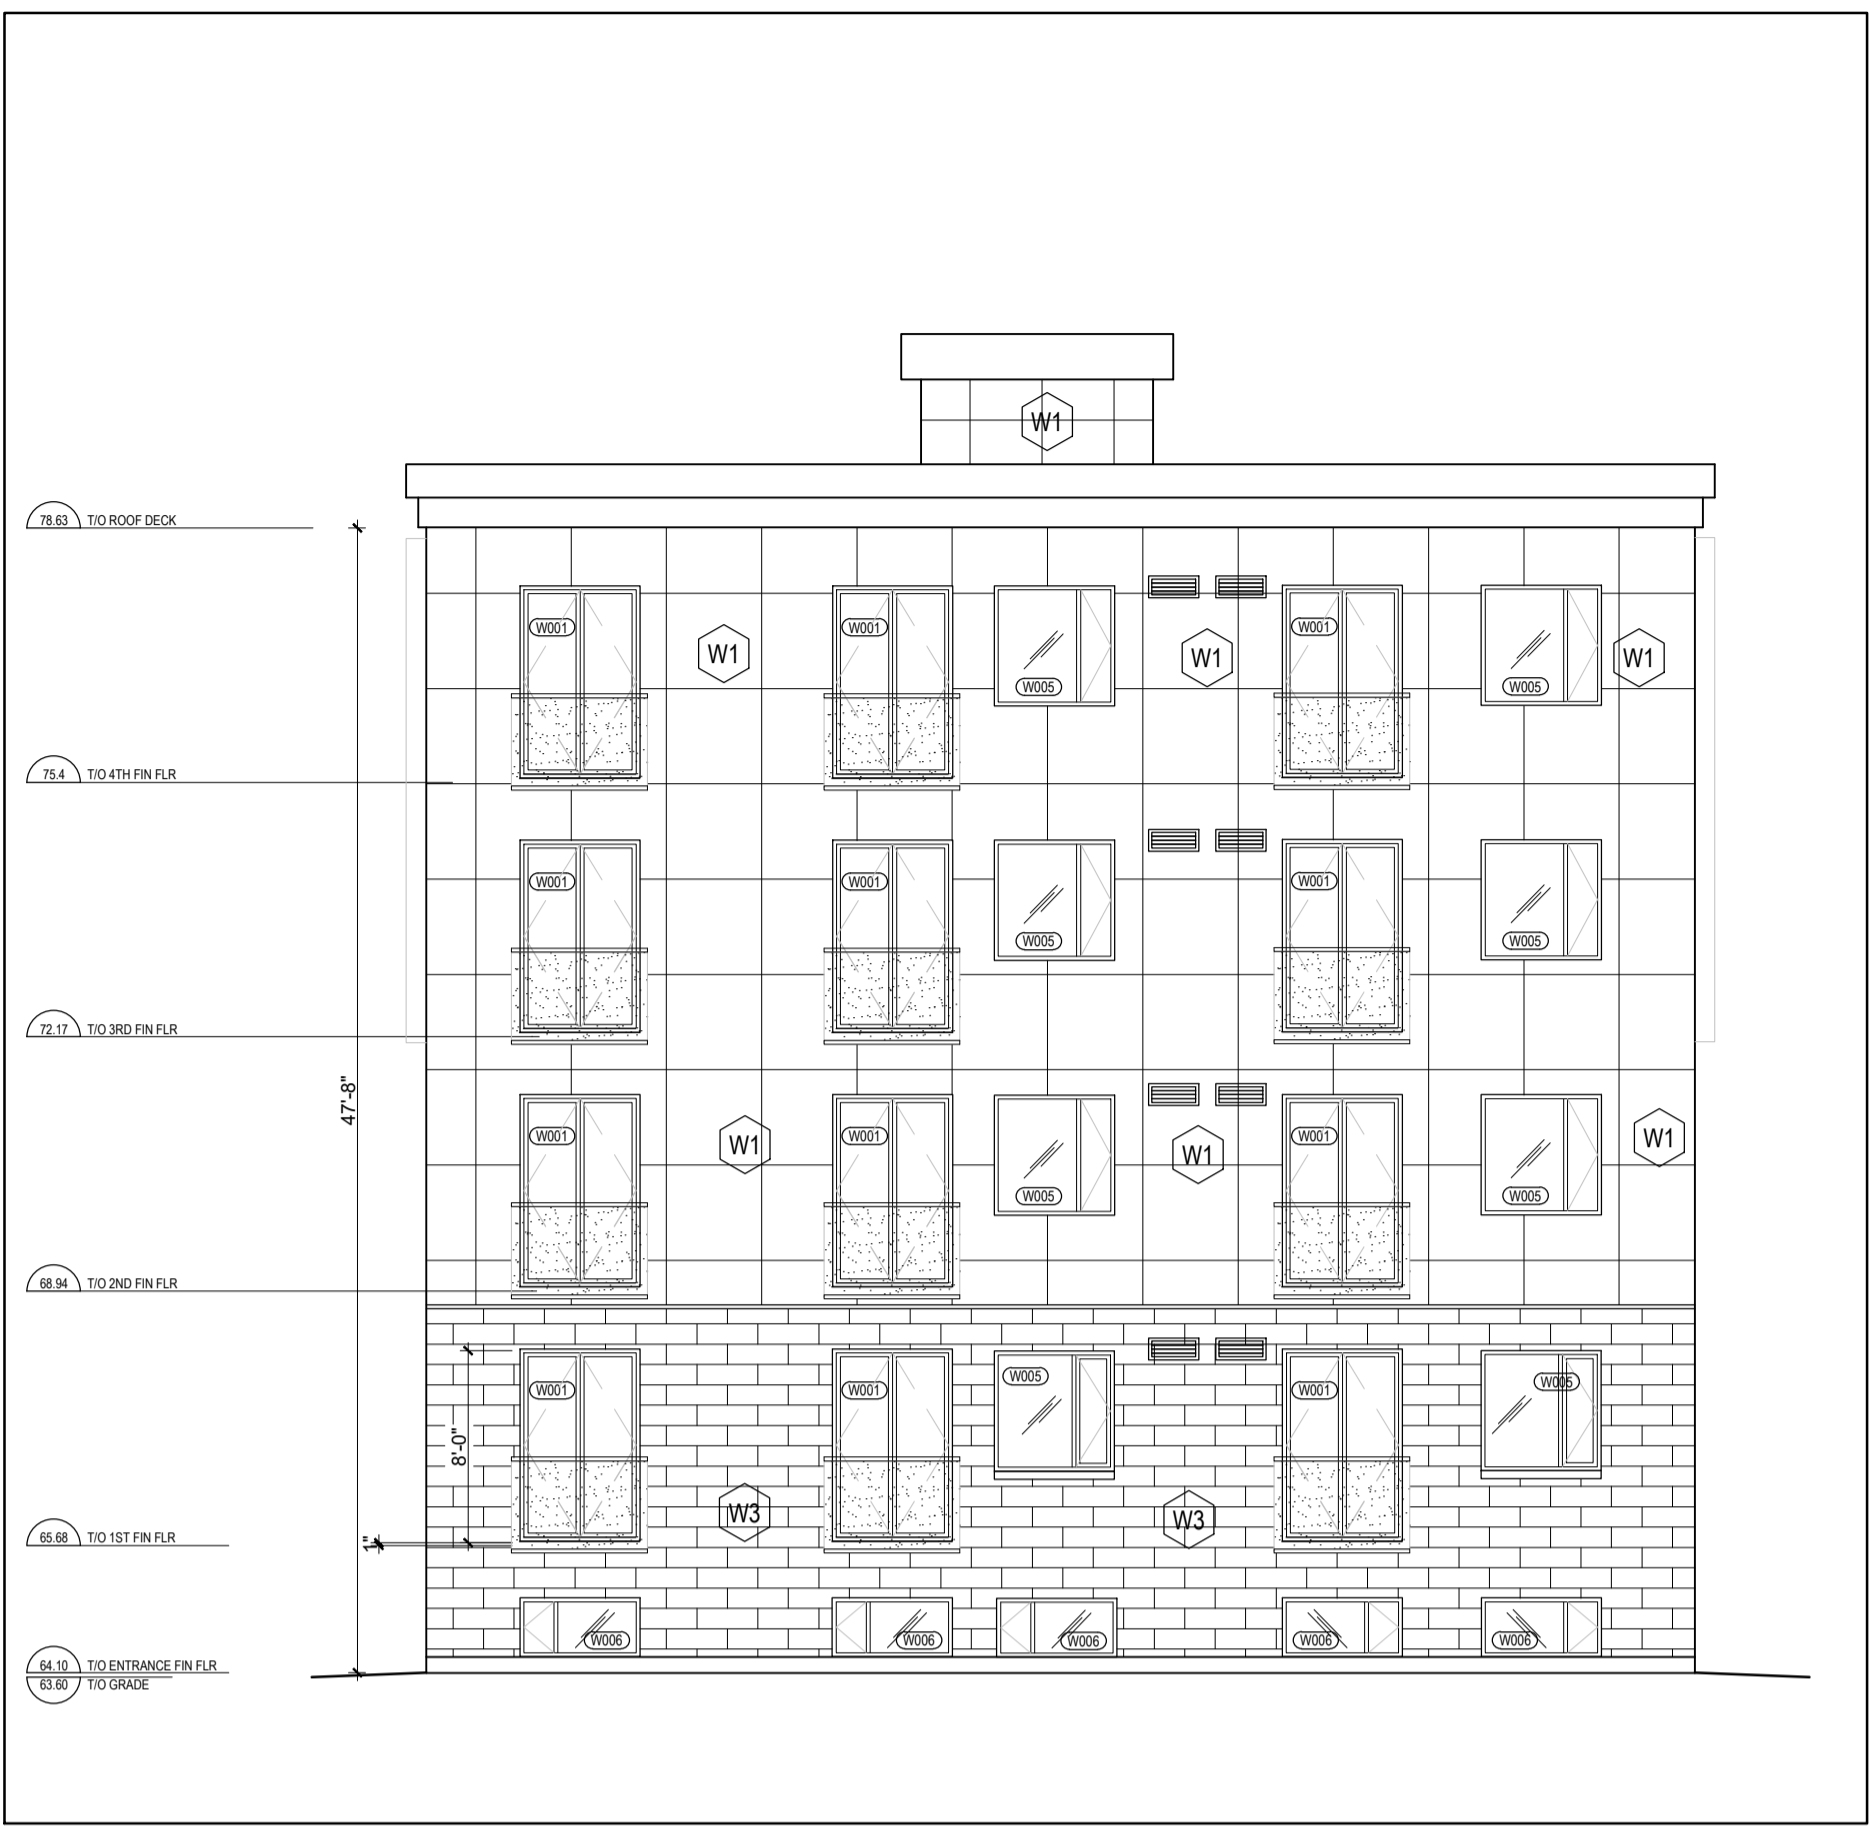 W1
78.63 T/O ROOF DECK
W001
W001
W001
W1
W1
W1
W005
W005
75.4 T/O 4TH FIN FLR
W001
W001
W001
W005
W005
72.17 T/O 3RD FIN FLR
47'-8"
W001
W001
W001
W1
W1
W1
W005
W005
68.94 T/O 2ND FIN FLR
W005
W005
W001
W001
W001
8'-0"
W3
W3
65.68 T/O 1ST FIN FLR
1"
W006
W006
W006
W006
W006
64.10 T/O ENTRANCE FIN FLR
63.60 T/O GRADE